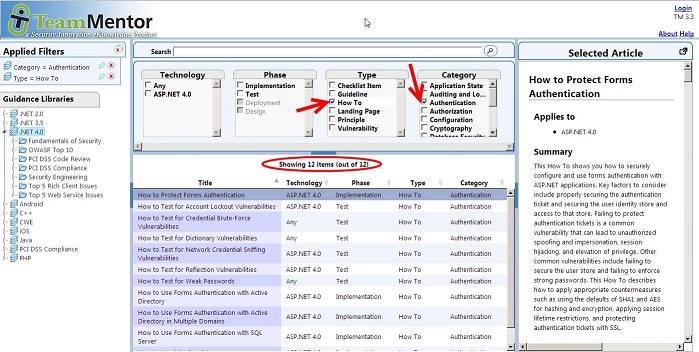 TeamMentor
a Security Innovation eKnowledge Product
Login
TM 3.3
About Help
Applied Filters
Category = Authentication
Type = How To
Guidance Libraries
.NET 2.0
.NET 3.5
.NET 4.0
Fundamentals of Security
OWASP Top 10
PCI DSS Code Review
PCI DSS Compliance
Security Engineering
Top 5 Rich Client Issues
Top 5 Web Service Issues
Android
C++
CWE
iOS
Java
PCI DSS Compliance
PHP
Search
Technology
Any
ASP.NET 4.0
Phase
Implementation
Test
Deployment
Design
Type
Checklist Item
Guideline
How To
Landing Page
Principle
Vulnerability
Category
Application State
Auditing and Lo...
Authentication
Authorization
Configuration
Cryptography
Database Security
Showing 12 items (out of 12)
Title Technology Phase Type Category
How to Protect Forms Authentication ASP.NET 4.0 Implementation How To Authentication
How to Test for Account Lockout Vulnerabilities ASP.NET 4.0 Test How To Authentication
How to Test for Credential Brute-Force
Vulnerabilities Any Test How To Authentication
How to Test for Dictionary Vulnerabilities Any Test How To Authentication
How to Test for Network Credential Sniffing
Vulnerabilities ASP.NET 4.0 Test How To Authentication
How to Test for Reflection Vulnerabilities ASP.NET 4.0 Test How To Authentication
How to Test for Weak Passwords Any Test How To Authentication
How to Use Forms Authentication with Active
Directory ASP.NET 4.0 Implementation How To Authentication
How to Use Forms Authentication with Active
Directory in Multiple Domains ASP.NET 4.0 Implementation How To Authentication
How to Use Forms Authentication with SQL
Server ASP.NET 4.0 Implementation How To Authentication
Selected Article
How to Protect Forms
Authentication
Applies to
ASP.NET 4.0
Summary
This How To shows you how to securely
configure and use forms authentication with
ASP.NET applications. Key factors to
consider include properly securing the
authentication ticket and securing the user identity store and
access to that store. Failing to protect
authentication tickets is a common
vulnerability that can lead to unauthorized
spoofing and impersonation, session
hijacking, and elevation of privilege. Other
common vulnerabilities include failing to
secure the user store and failing to enforce
strong passwords. This How To describes
how to apply appropriate countermeasures
such as using the defaults of SHA1 and AES
for hashing and encryption, applying session
lifetime restrictions, and protecting
authentication tickets with SSL.